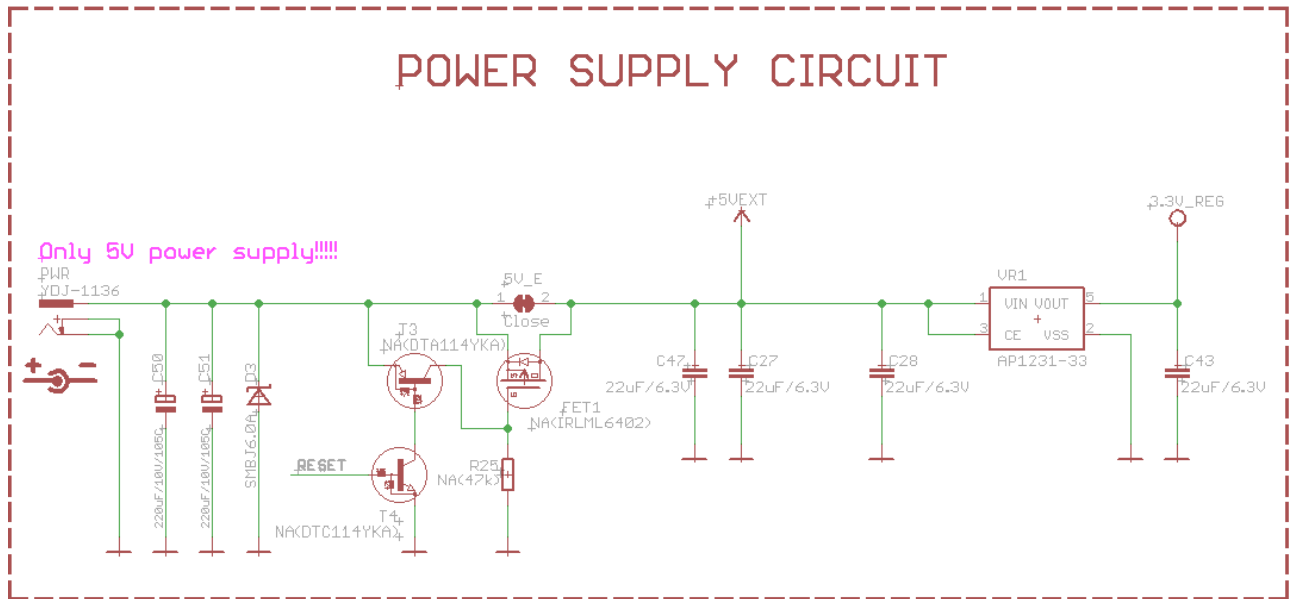 POWER SUPPLY CIRCUIT
+5VEXT
3.3V_REG
Only 5V power supply!!!!!
PWR
YDJ-1136
5V_E
1 2
Close
VR1
1 VIN VOUT 5
3 CE VSS 2
AP1231-33
T3
NA(DTA114YKA)
C50
220uF/10V/105C
C51
220uF/10V/105C
D3
SMBJ6.0A
S D
G
FET1
NA(IRLML6402)
C47
22uF/6.3V
C27
22uF/6.3V
C28
22uF/6.3V
C43
22uF/6.3V
RESET
R25
NA(47k)
T4
NA(DTC114YKA)